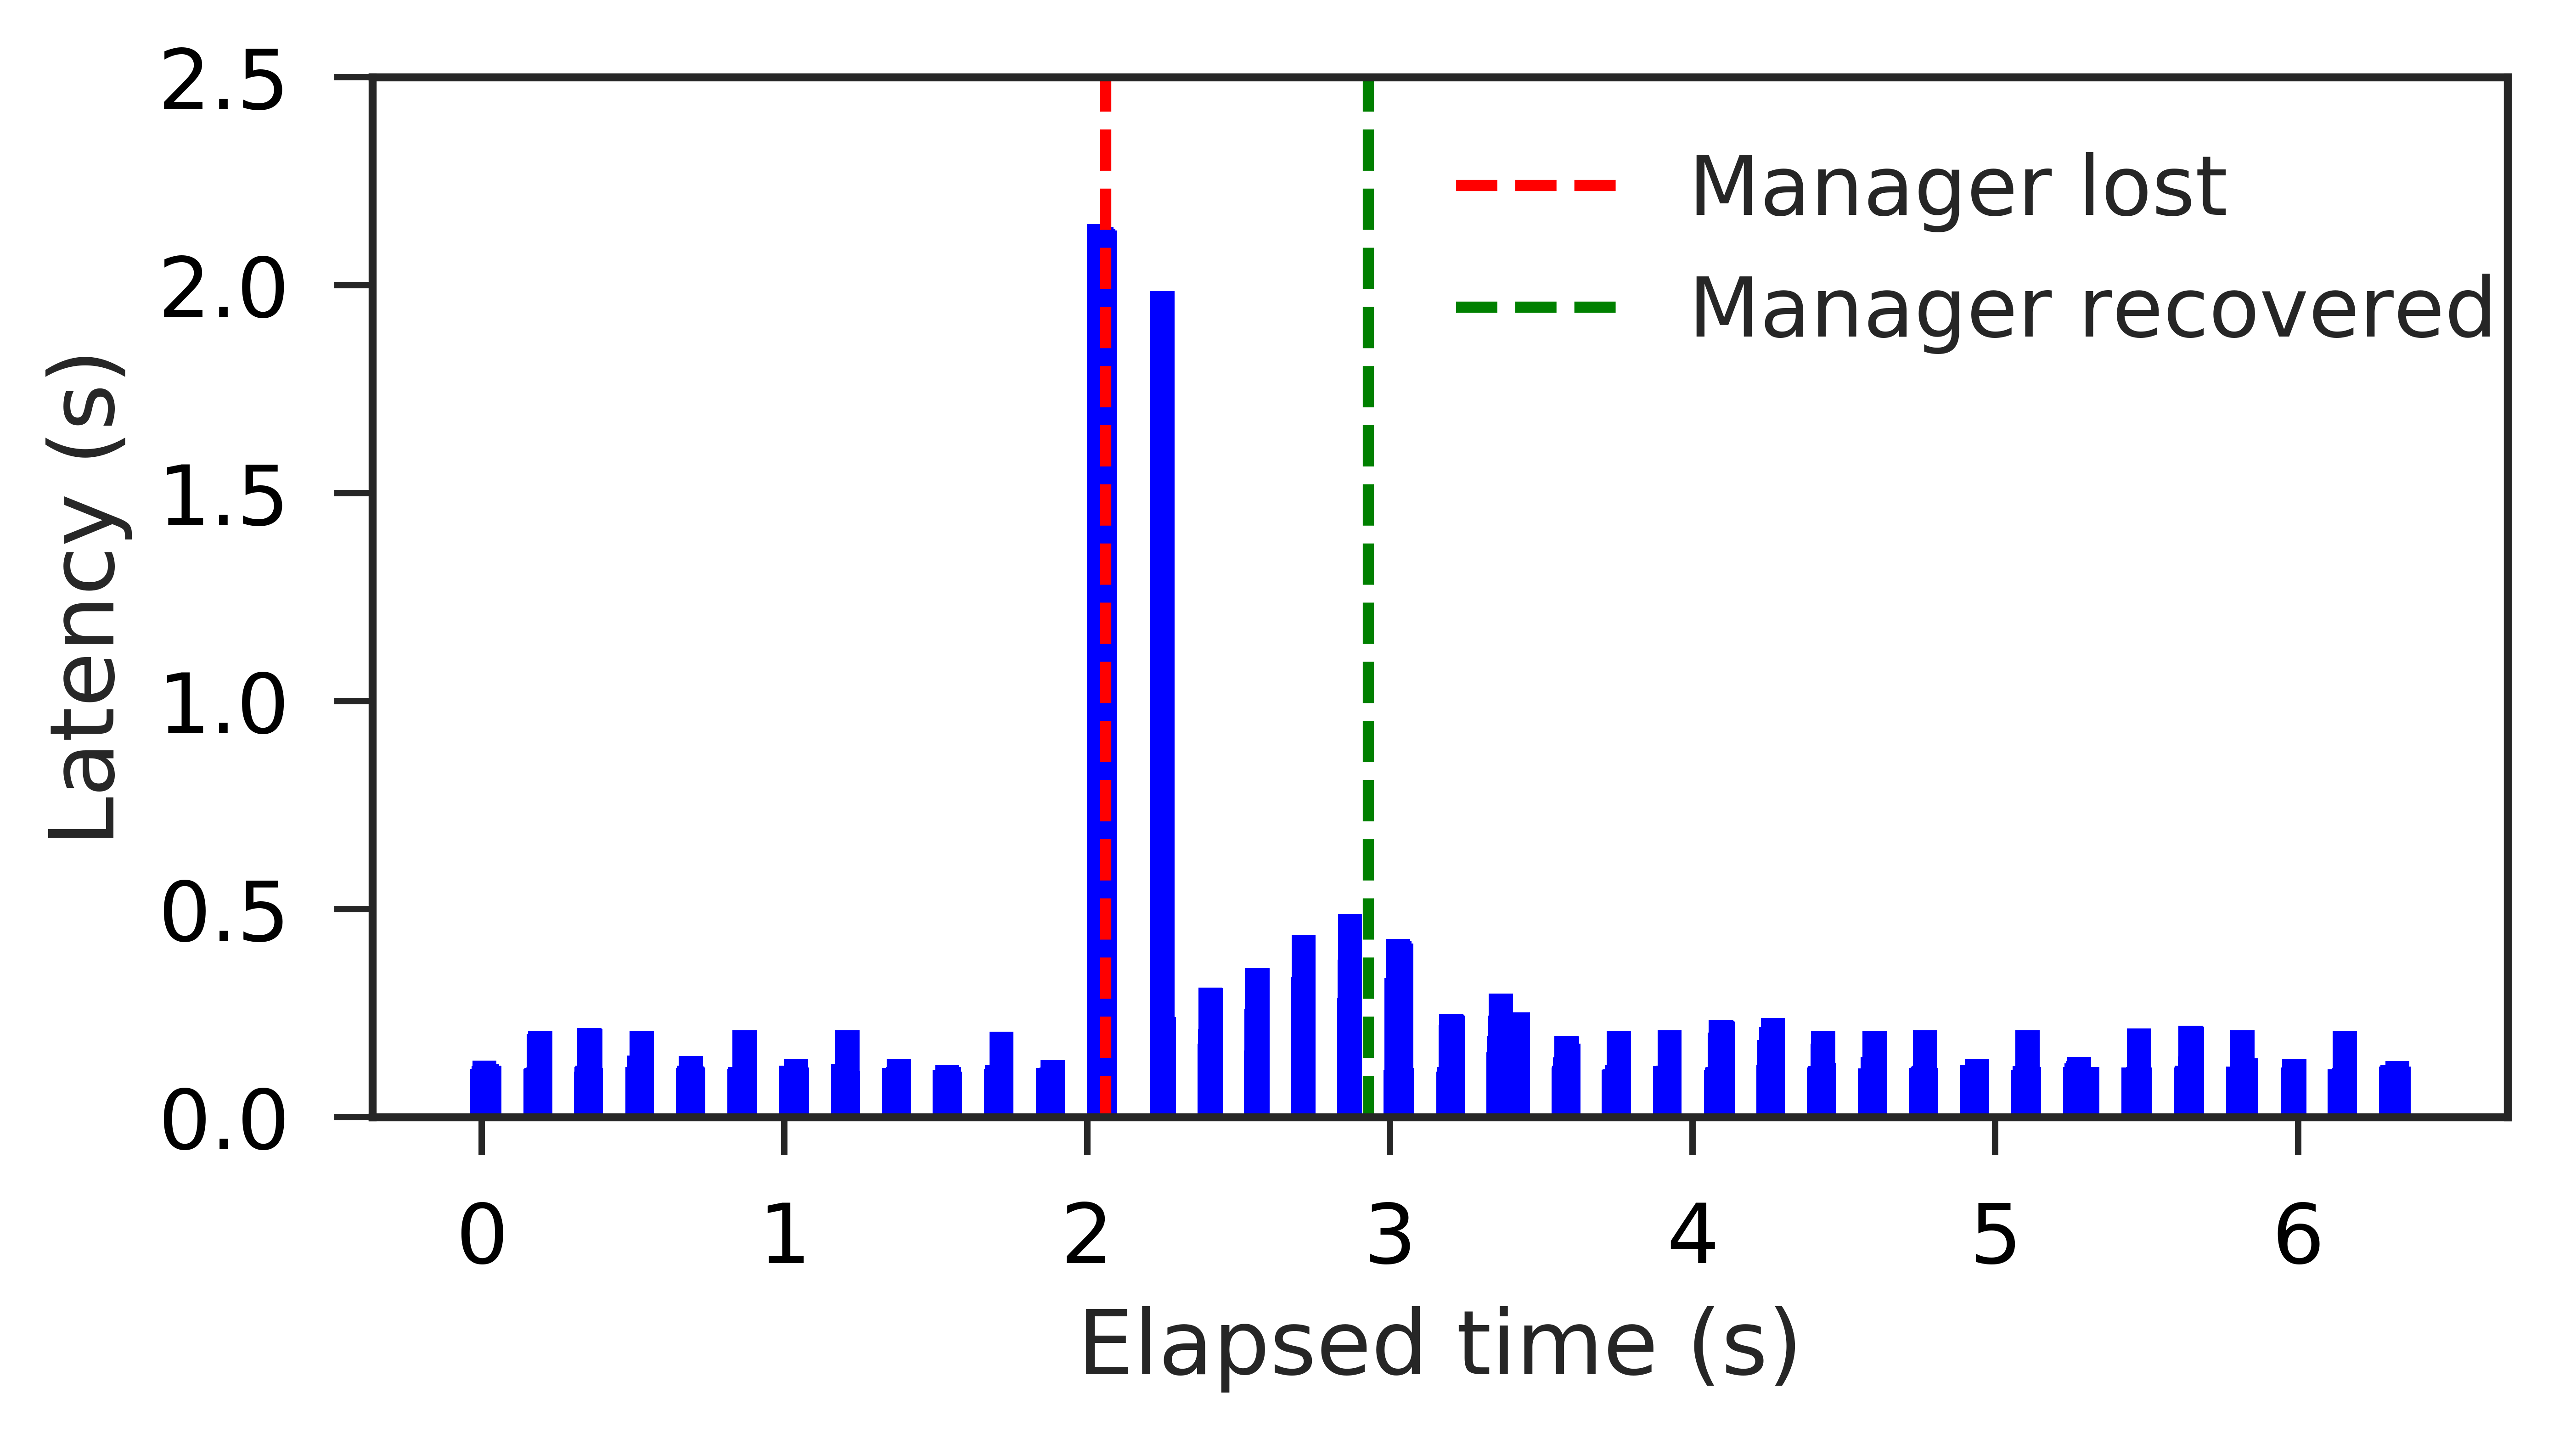 2.5
2.0
1.5
1.0
0.5
0.0
Latency (s)
Manager lost
Manager recovered
0 1 2 3 4 5 6
Elapsed time (s)